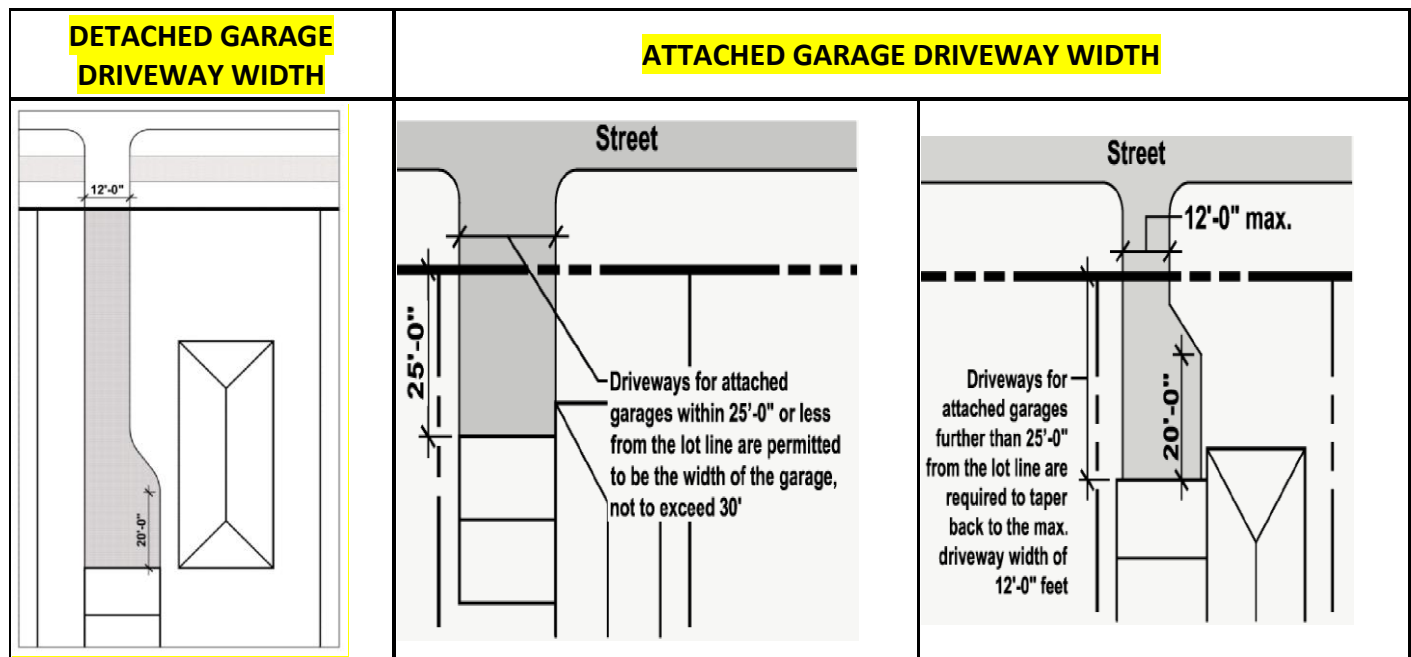 DETACHED GARAGE
DRIVEWAY WIDTH
ATTACHED GARAGE DRIVEWAY WIDTH
12'-0"
20'-0"
Street
25'-0"
Driveways for attached
garages within 25'-0" or less
from the lot line are permitted
to be the width of the garage,
not to exceed 30'
Street
12'-0" max.
20'-0"
Driveways for
attached garages
further than 25'-0"
from the lot line are
required to taper
back to the max.
driveway width of
12'-0" feet